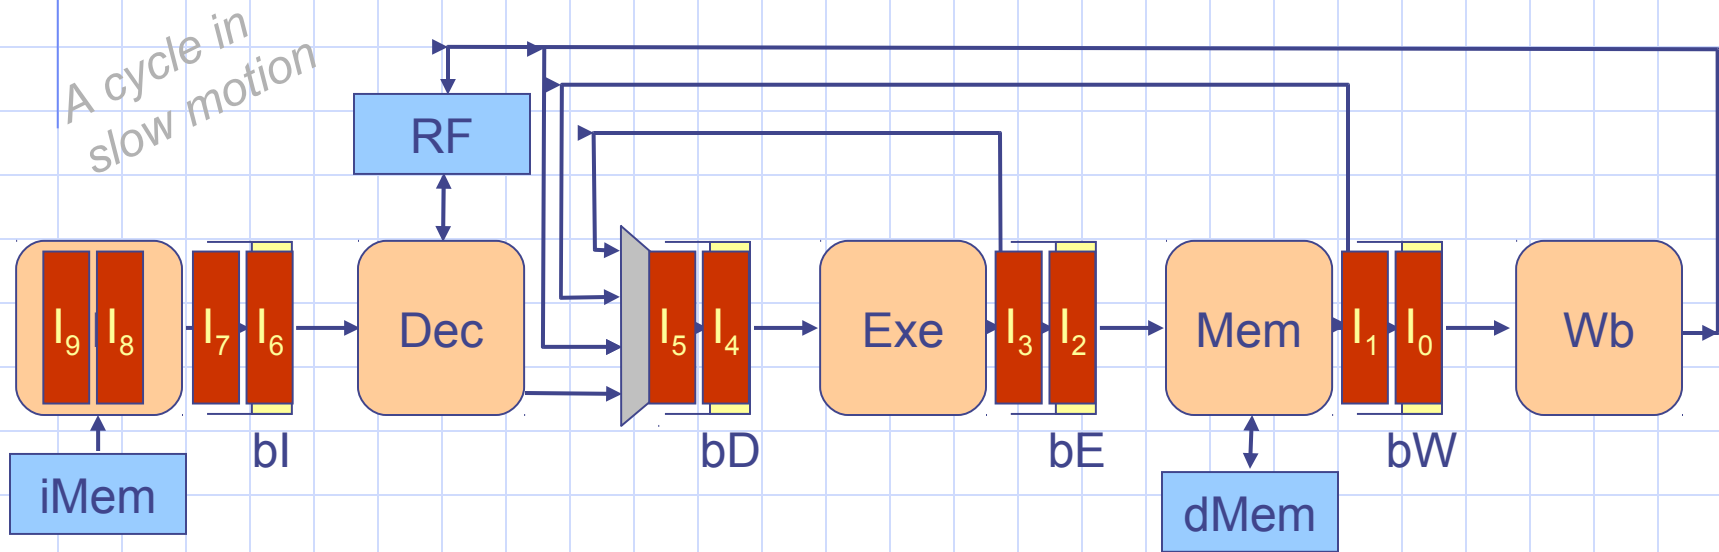 A cycle in
slow motion
RF
I9 I8 I7 I6 Dec I5 I4 Exe I3 I2 Mem I1 I0 Wb
bI bD bE bW
iMem dMem